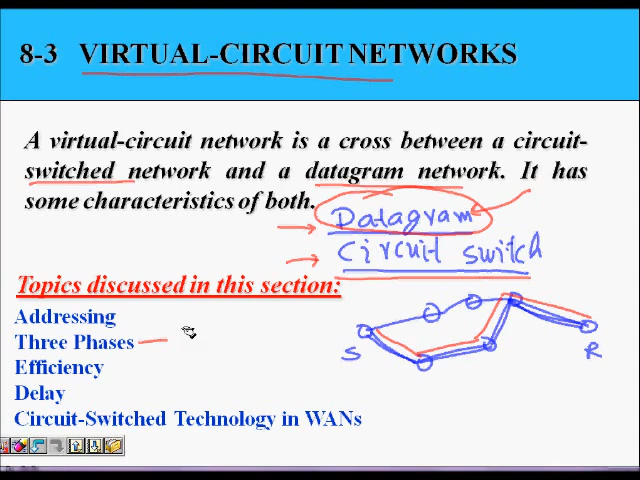 8-3 VIRTUAL-CIRCUIT NETWORKS
A virtual-circuit network is a cross between a circuit-
switched network and a datagram network. It has
some characteristics of both.
Datagram
Circuit switch
Topics discussed in this section:
Addressing
Three Phases
Efficiency
Delay
Circuit-Switched Technology in WANs
S
R